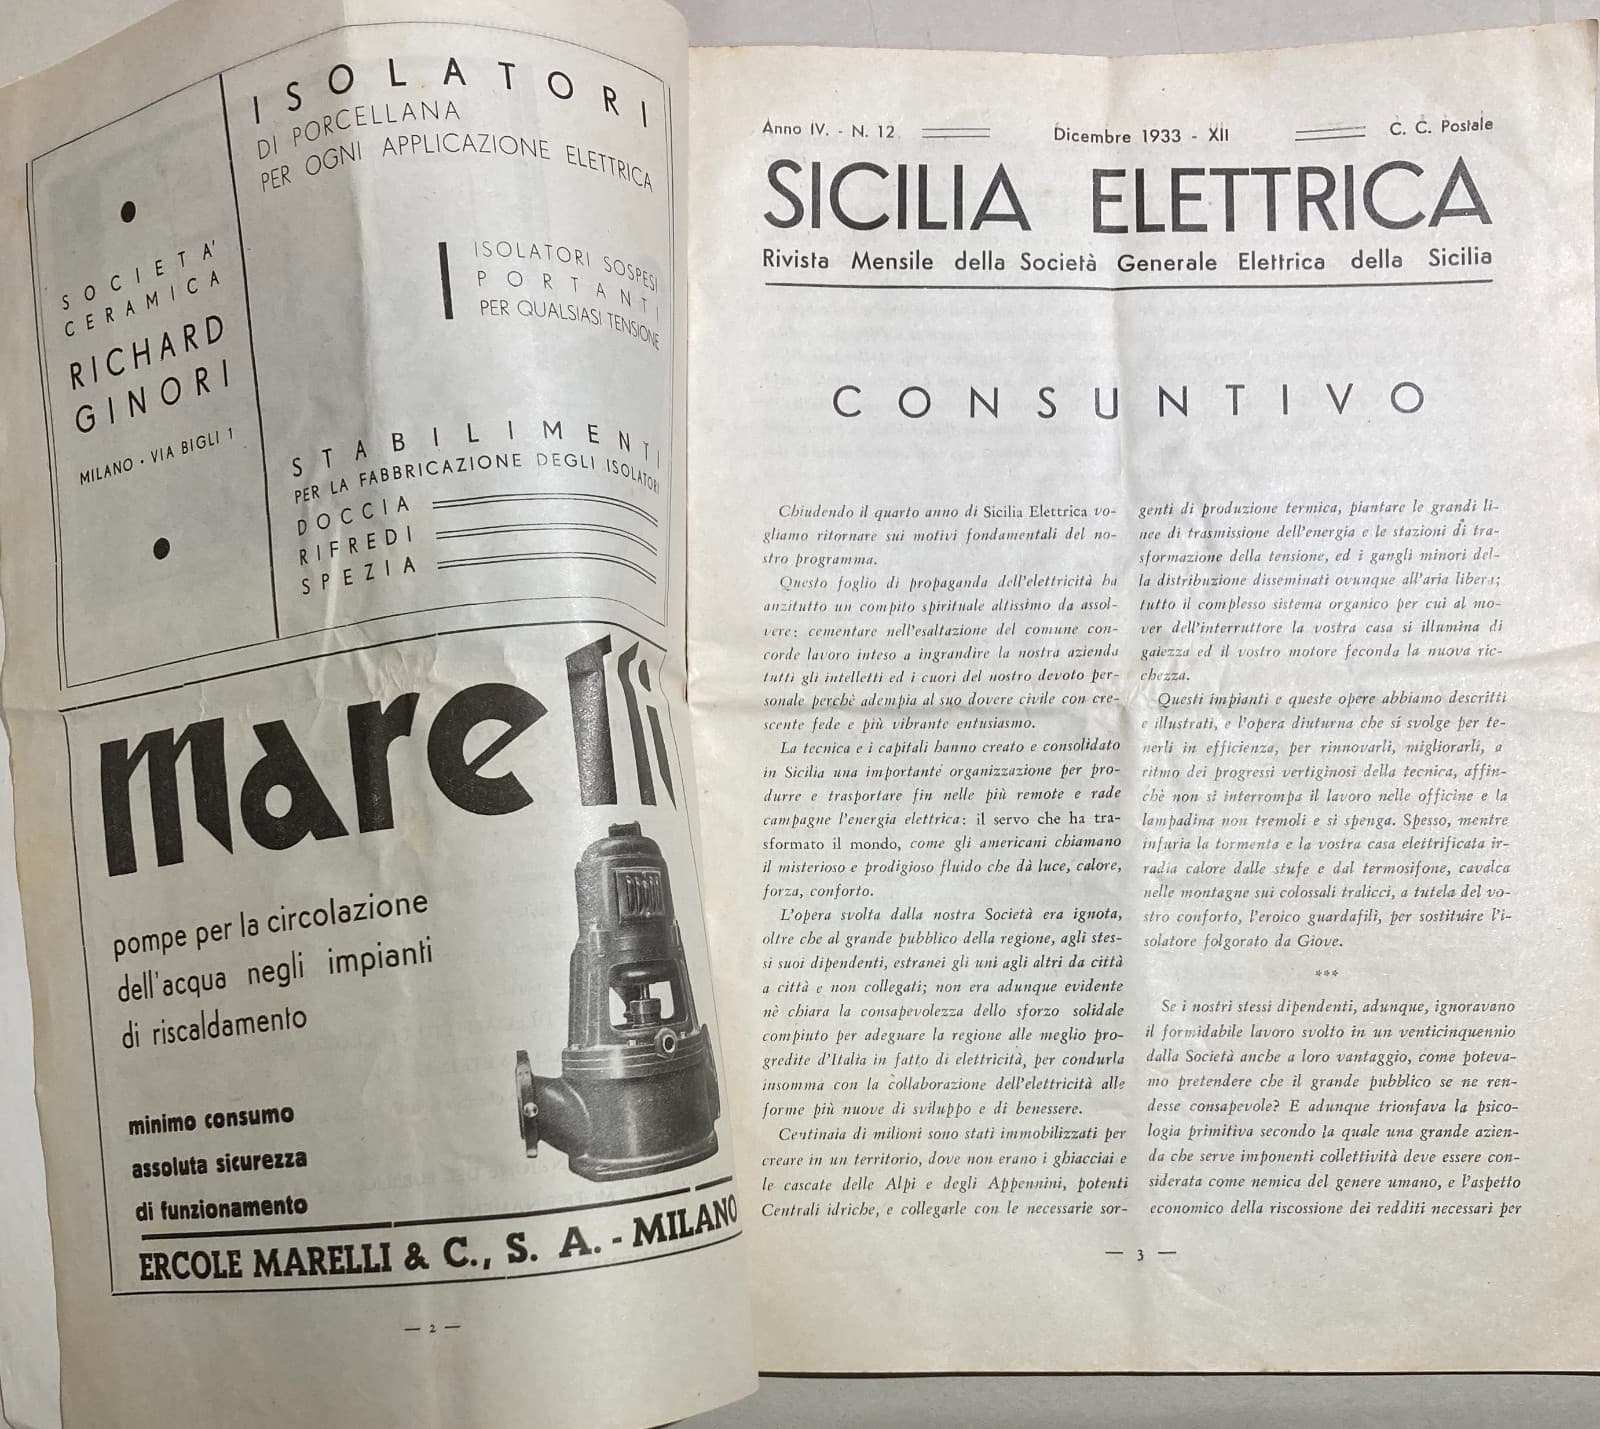 ISOLATORI
DI PORCELLANA
PER OGNI APPLICAZIONE ELETTRICA
SOCIETA'
CERAMICA
RICHARD
GINORI
MILANO • VIA BIGLI 1
ISOLATORI SOSPESI
PORTANTI
PER QUALSIASI TENSIONE
STABILIMENTI
PER LA FABBRICAZIONE DEGLI ISOLATORI
DOCCIA
RIFREDI
SPEZIA
marelli
pompe per la circolazione
dell'acqua negli impianti
di riscaldamento
minimo consumo
assoluta sicurezza
di funzionamento
ERCOLE MARELLI & C., S. A. - MILANO
— 2 —
Anno IV. - N. 12
Dicembre 1933 - XII
C. C. Postale
SICILIA ELETTRICA
Rivista Mensile della Società Generale Elettrica della Sicilia
CONSUNTIVO
Chiudendo il quarto anno di Sicilia Elettrica vo-
gliamo ritornare sui motivi fondamentali del no-
stro programma.
Questo foglio di propaganda dell'elettricità ha
anzitutto un compito spirituale altissimo da assol-
vere: cementare nell'esaltazione del comune con-
corde lavoro inteso a ingrandire la nostra azienda
tutti gli intelletti ed i cuori del nostro devoto per-
sonale perchè adempia al suo dovere civile con cre-
scente fede e più vibrante entusiasmo.
La tecnica e i capitali hanno creato e consolidato
in Sicilia una importante organizzazione per pro-
durre e trasportare fin nelle più remote e rade
campagne l'energia elettrica: il servo che ha tra-
sformato il mondo, come gli americani chiamano
il misterioso e prodigioso fluido che dà luce, calore,
forza, conforto.
L'opera svolta dalla nostra Società era ignota,
oltre che al grande pubblico della regione, agli stes-
si suoi dipendenti, estranei gli uni agli altri da città
a città e non collegati; non era adunque evidente
nè chiara la consapevolezza dello sforzo solidale
compiuto per adeguare la regione alle meglio pro-
gredite d'Italia in fatto di elettricità, per condurla
insomma con la collaborazione dell'elettricità alle
forme più nuove di sviluppo e di benessere.
Centinaia di milioni sono stati immobilizzati per
creare in un territorio, dove non erano i ghiacciai e
le cascate delle Alpi e degli Appennini, potenti
Centrali idriche, e collegarle con le necessarie sor-
genti di produzione termica, piantare le grandi li-
nee di trasmissione dell'energia e le stazioni di tra-
sformazione della tensione, ed i gangli minori del-
la distribuzione disseminati ovunque all'aria libera;
tutto il complesso sistema organico per cui al mo-
ver dell'interruttore la vostra casa si illumina di
gaiezza ed il vostro motore feconda la nuova ric-
chezza.
Questi impianti e queste opere abbiamo descritti
e illustrati, e l'opera diuturna che si svolge per te-
nerli in efficienza, per rinnovarli, migliorarli, a
ritmo dei progressi vertiginosi della tecnica, affin-
chè non si interrompa il lavoro nelle officine e la
lampadina non tremoli e si spenga. Spesso, mentre
infuria la tormenta e la vostra casa elettrificata ir-
radia calore dalle stufe e dal termosifone, cavalca
nelle montagne sui colossali tralicci, a tutela del vo-
stro conforto, l'eroico guardafili, per sostituire l'i-
solatore folgorato da Giove.
***
Se i nostri stessi dipendenti, adunque, ignoravano
il formidabile lavoro svolto in un venticinquennio
dalla Società anche a loro vantaggio, come poteva-
mo pretendere che il grande pubblico se ne ren-
desse consapevole? E adunque trionfava la psico-
logia primitiva secondo la quale una grande azien-
da che serve imponenti collettività deve essere con-
siderata come nemica del genere umano, e l'aspetto
economico della riscossione dei redditi necessari per
— 3 —